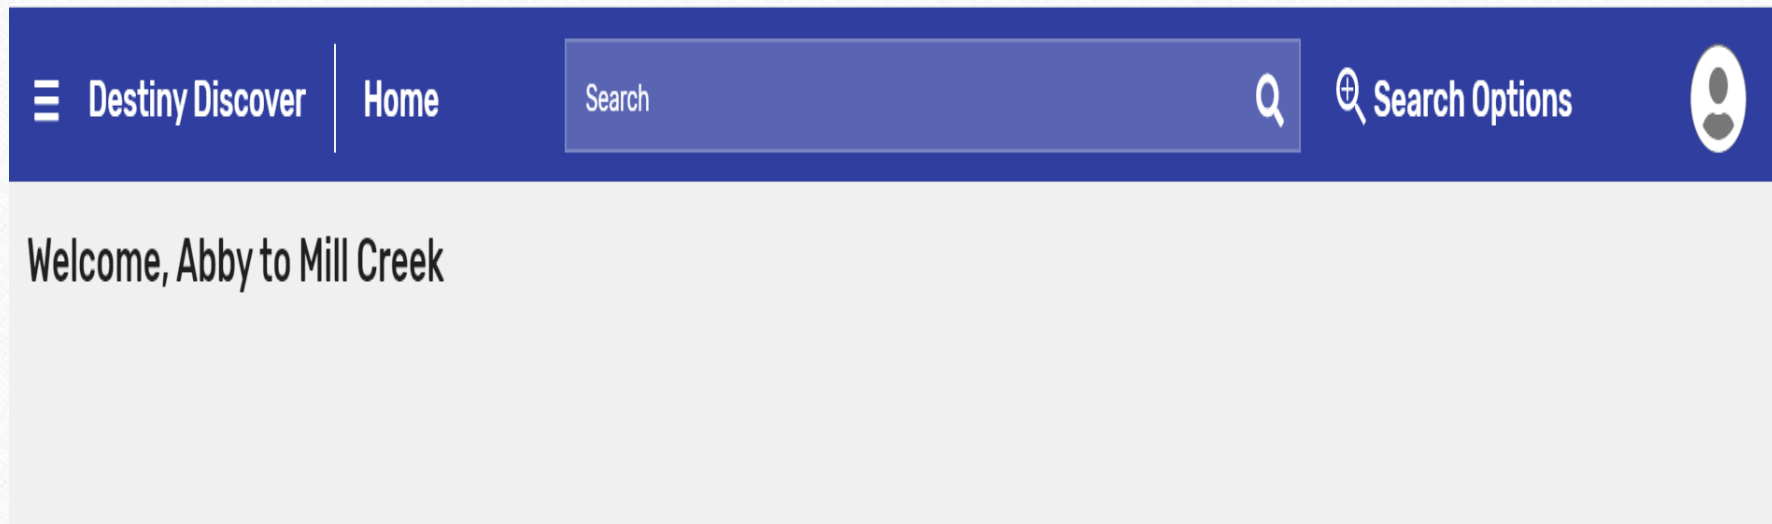 Destiny Discover Home Search Search Options
Welcome, Abby to Mill Creek